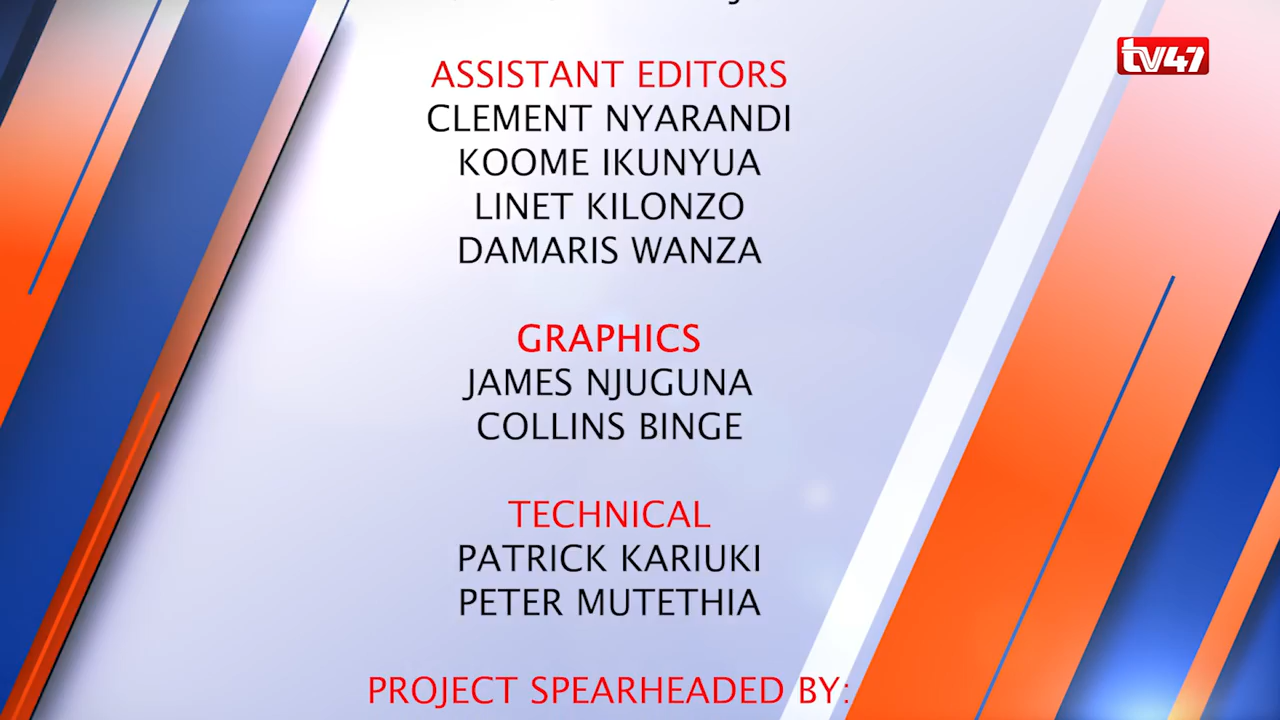 tv47
ASSISTANT EDITORS
CLEMENT NYARANDI
KOOME IKUNYUA
LINET KILONZO
DAMARIS WANZA
GRAPHICS
JAMES NJUGUNA
COLLINS BINGE
TECHNICAL
PATRICK KARIUKI
PETER MUTETHIA
PROJECT SPEARHEADED BY: